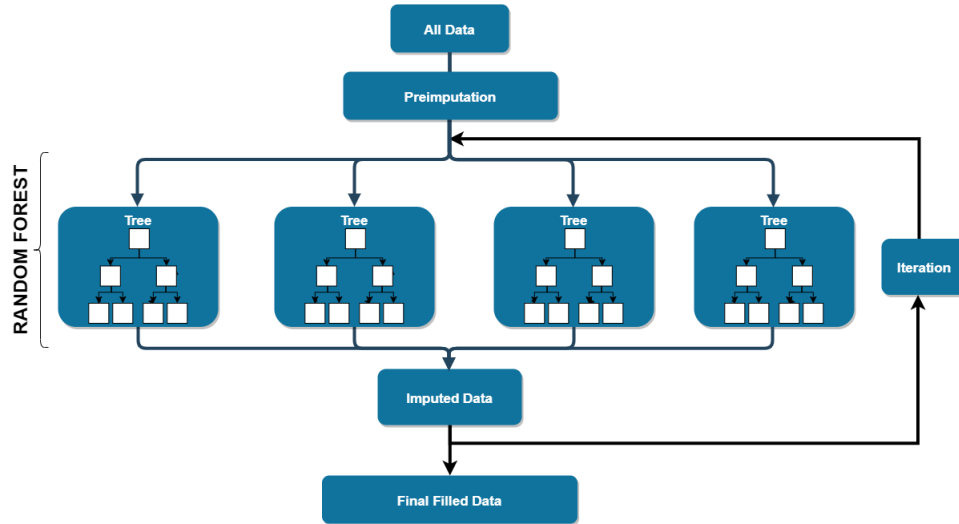 All Data
Preimputation
RANDOM FOREST
Tree
Tree
Tree
Tree
Iteration
Imputed Data
Final Filled Data